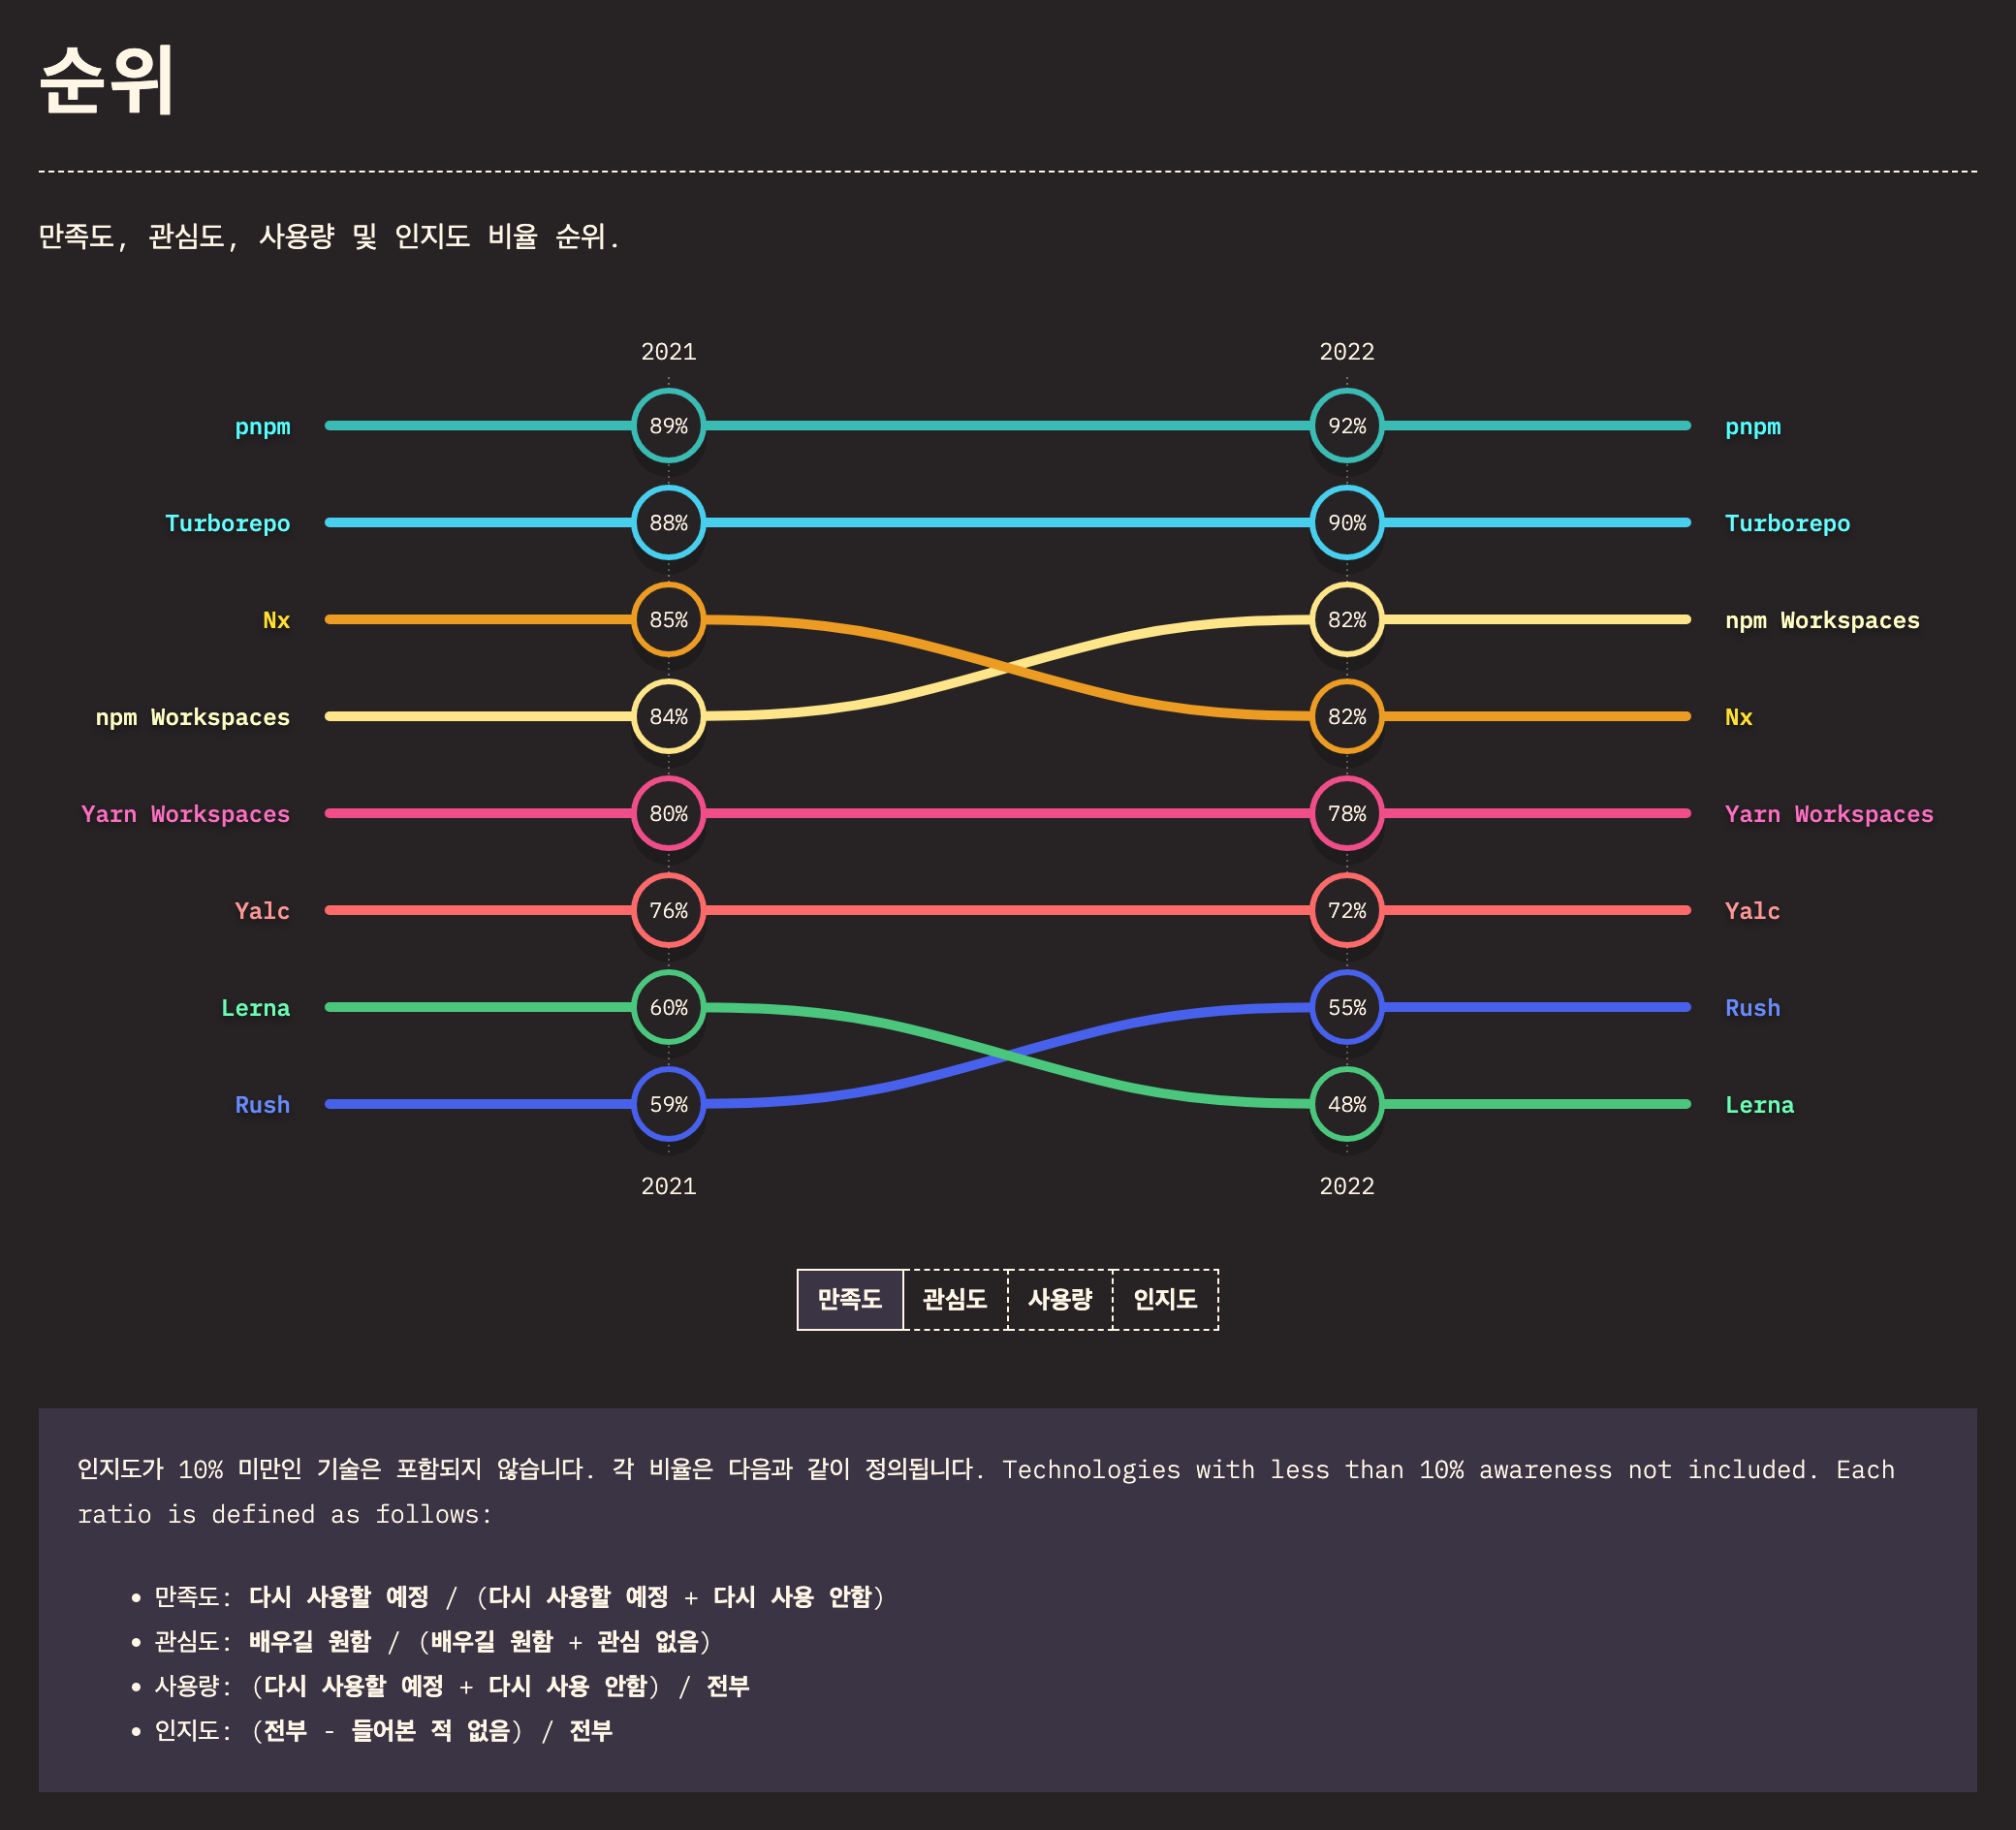 순위
만족도, 관심도, 사용량 및 인지도 비율 순위.
2021 2022
pnpm 89% 92% pnpm
Turborepo 88% 90% Turborepo
Nx 85% 82% npm Workspaces
npm Workspaces 84% 82% Nx
Yarn Workspaces 80% 78% Yarn Workspaces
Yalc 76% 72% Yalc
Lerna 60% 55% Rush
Rush 59% 48% Lerna
2021 2022
만족도 관심도 사용량 인지도
인지도가 10% 미만인 기술은 포함되지 않습니다. 각 비율은 다음과 같이 정의됩니다. Technologies with less than 10% awareness not included. Each
ratio is defined as follows:
• 만족도: 다시 사용할 예정 / (다시 사용할 예정 + 다시 사용 안함)
• 관심도: 배우길 원함 / (배우길 원함 + 관심 없음)
• 사용량: (다시 사용할 예정 + 다시 사용 안함) / 전부
• 인지도: (전부 - 들어본 적 없음) / 전부